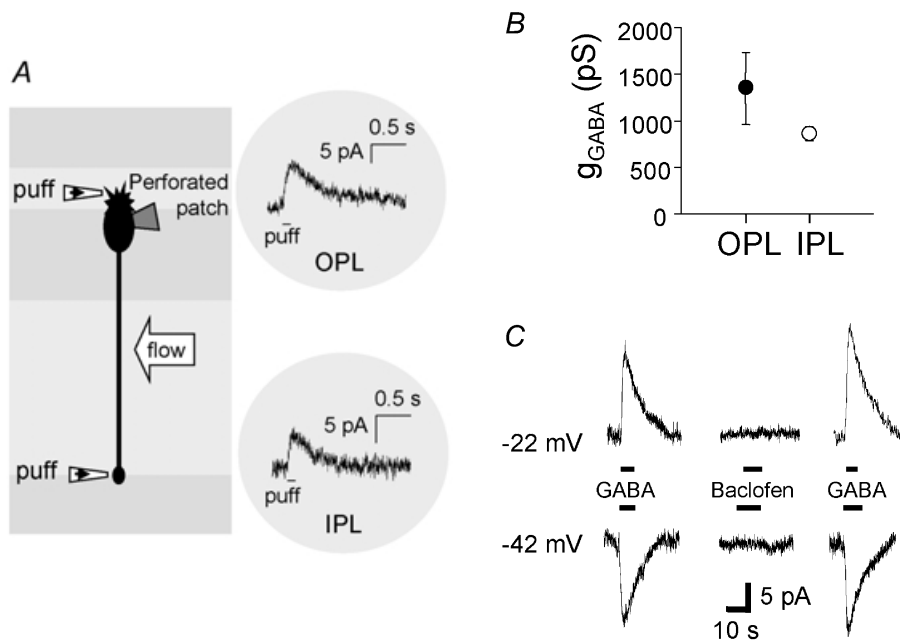 A
puff
Perforated
patch
flow
puff
0.5 s
5 pA
puff
OPL
0.5 s
5 pA
puff
IPL
B
gGABA (pS)
2000
1500
1000
500
0
OPL IPL
C
-22 mV
GABA Baclofen GABA
-42 mV
5 pA
10 s